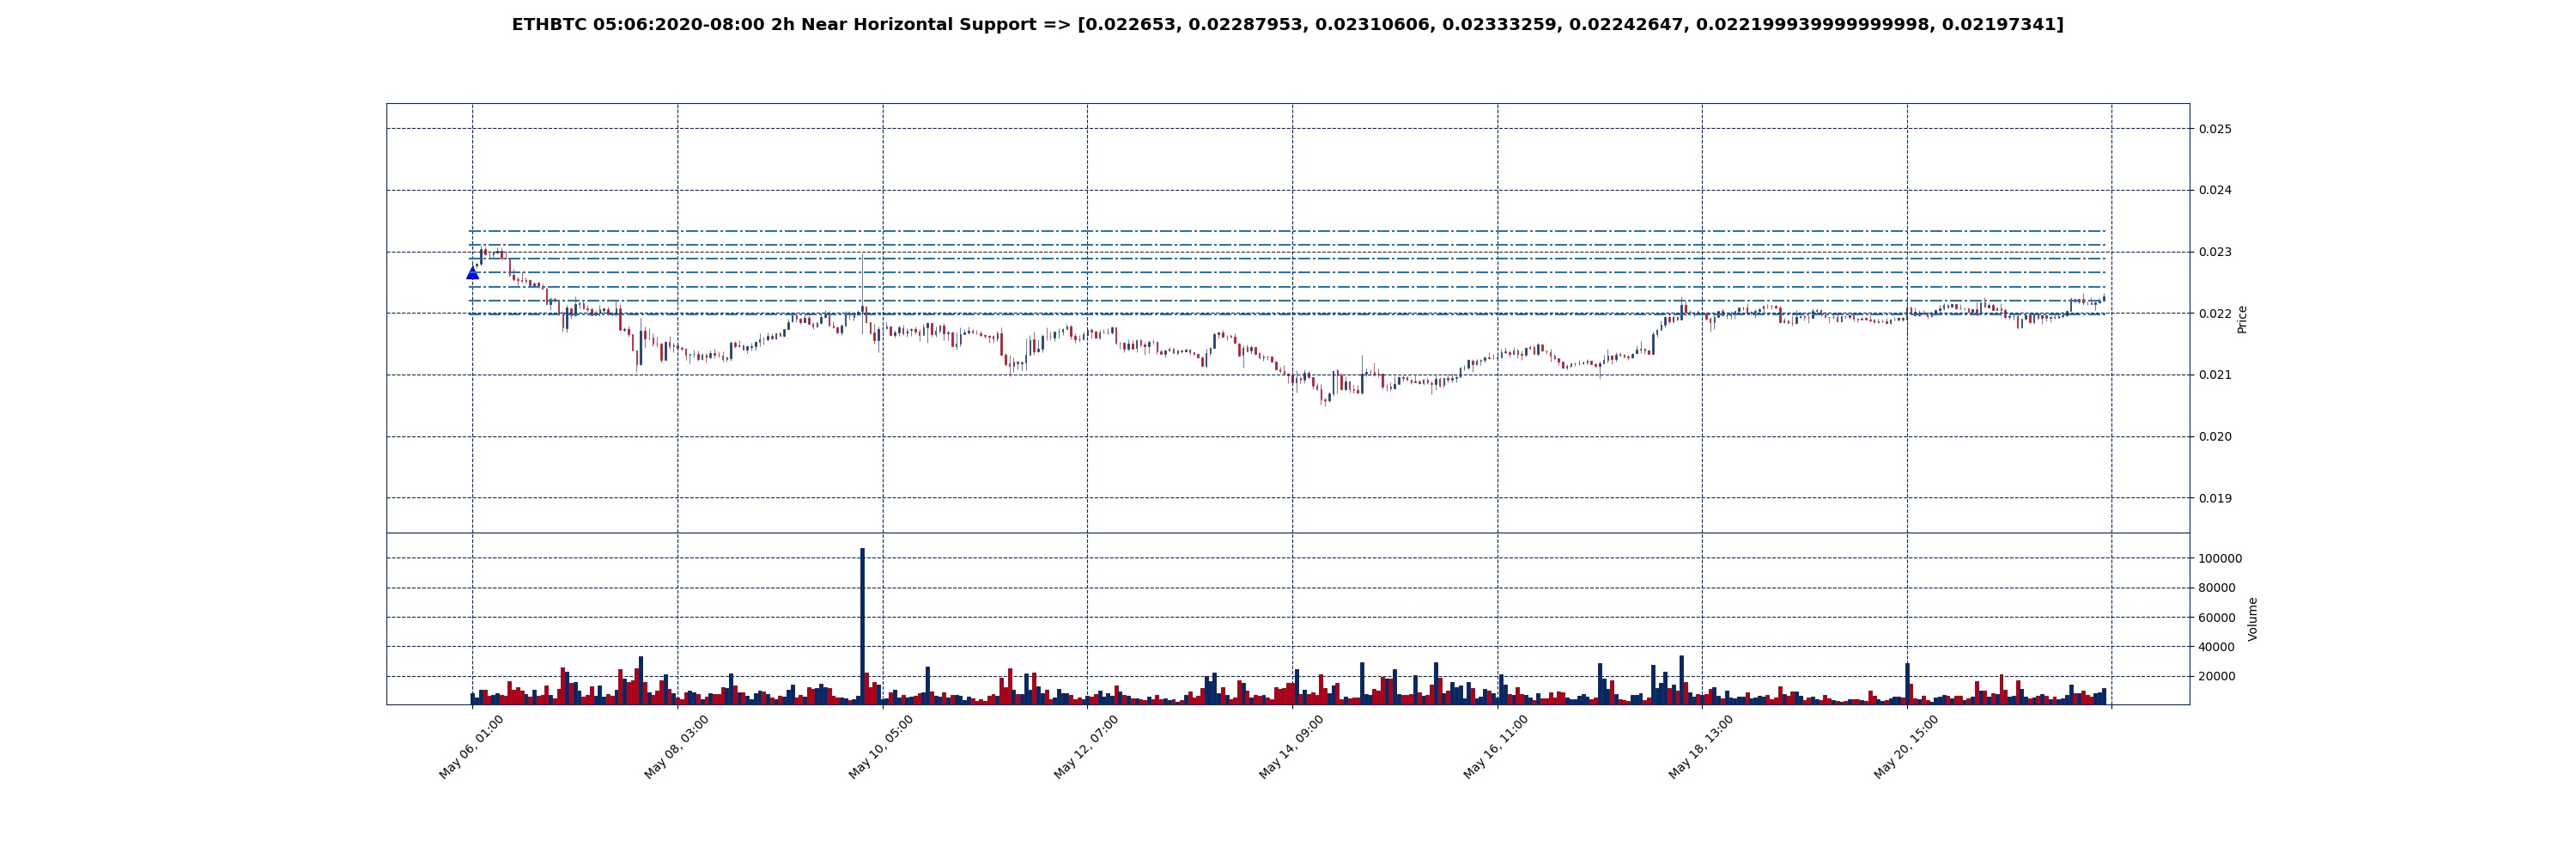 ETHBTC 05:06:2020-08:00 2h Near Horizontal Support => [0.022653, 0.02287953, 0.02310606, 0.02333259, 0.02242647, 0.022199939999999998, 0.02197341]
0.025
0.024
0.023
0.022
0.021
0.020
0.019
Price
100000
80000
60000
40000
20000
Volume
May 06, 01:00
May 08, 03:00
May 10, 05:00
May 12, 07:00
May 14, 09:00
May 16, 11:00
May 18, 13:00
May 20, 15:00